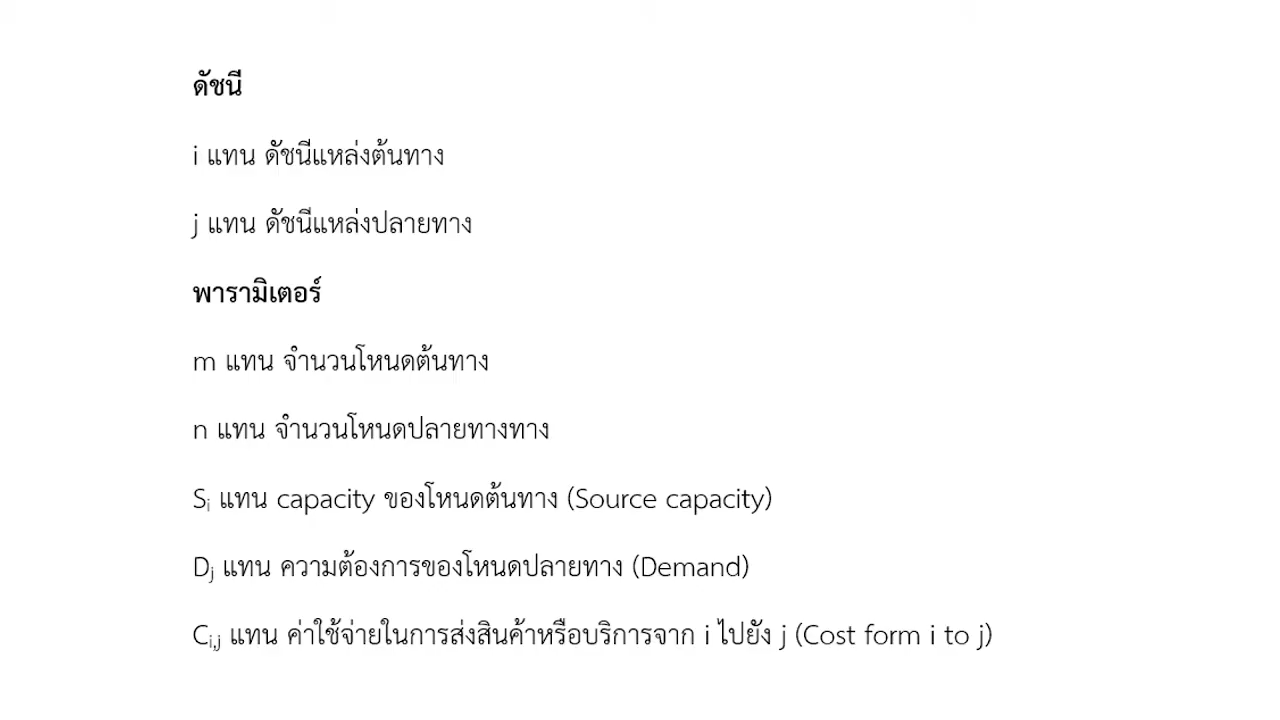 ดัชนี
i แทน ดัชนีแหล่งต้นทาง
j แทน ดัชนีแหล่งปลายทาง
พารามิเตอร์
m แทน จำนวนโหนดต้นทาง
n แทน จำนวนโหนดปลายทางทาง
Sᵢ แทน capacity ของโหนดต้นทาง (Source capacity)
Dⱼ แทน ความต้องการของโหนดปลายทาง (Demand)
Cᵢ,ⱼ แทน ค่าใช้จ่ายในการส่งสินค้าหรือบริการจาก i ไปยัง j (Cost form i to j)